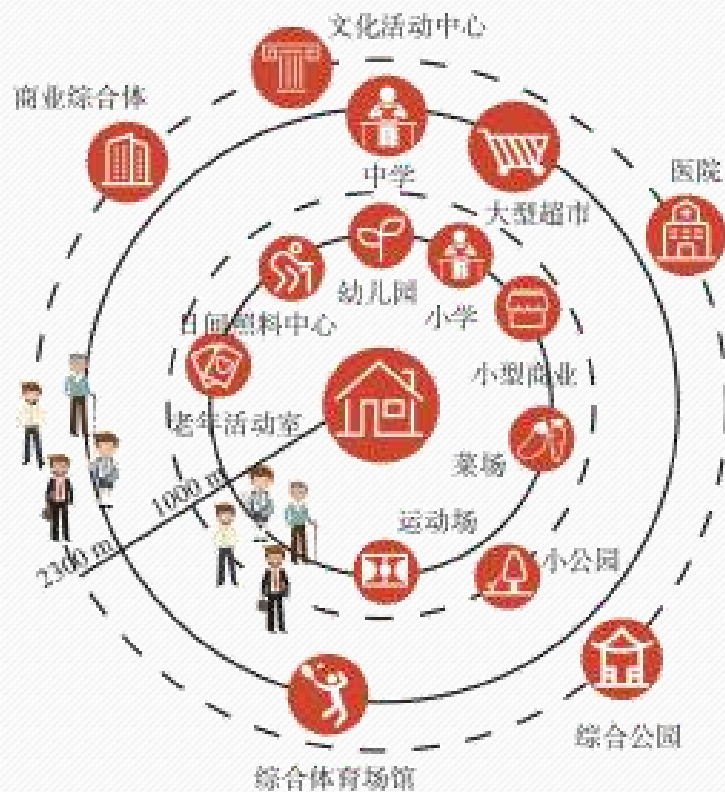 文化活动中心
商业综合体
中学
医院
大型超市
幼儿园
小学
日间照料中心
小型商业
老年活动室
菜场
1000 m
运动场
2300 m
小公园
综合公园
综合体育场馆